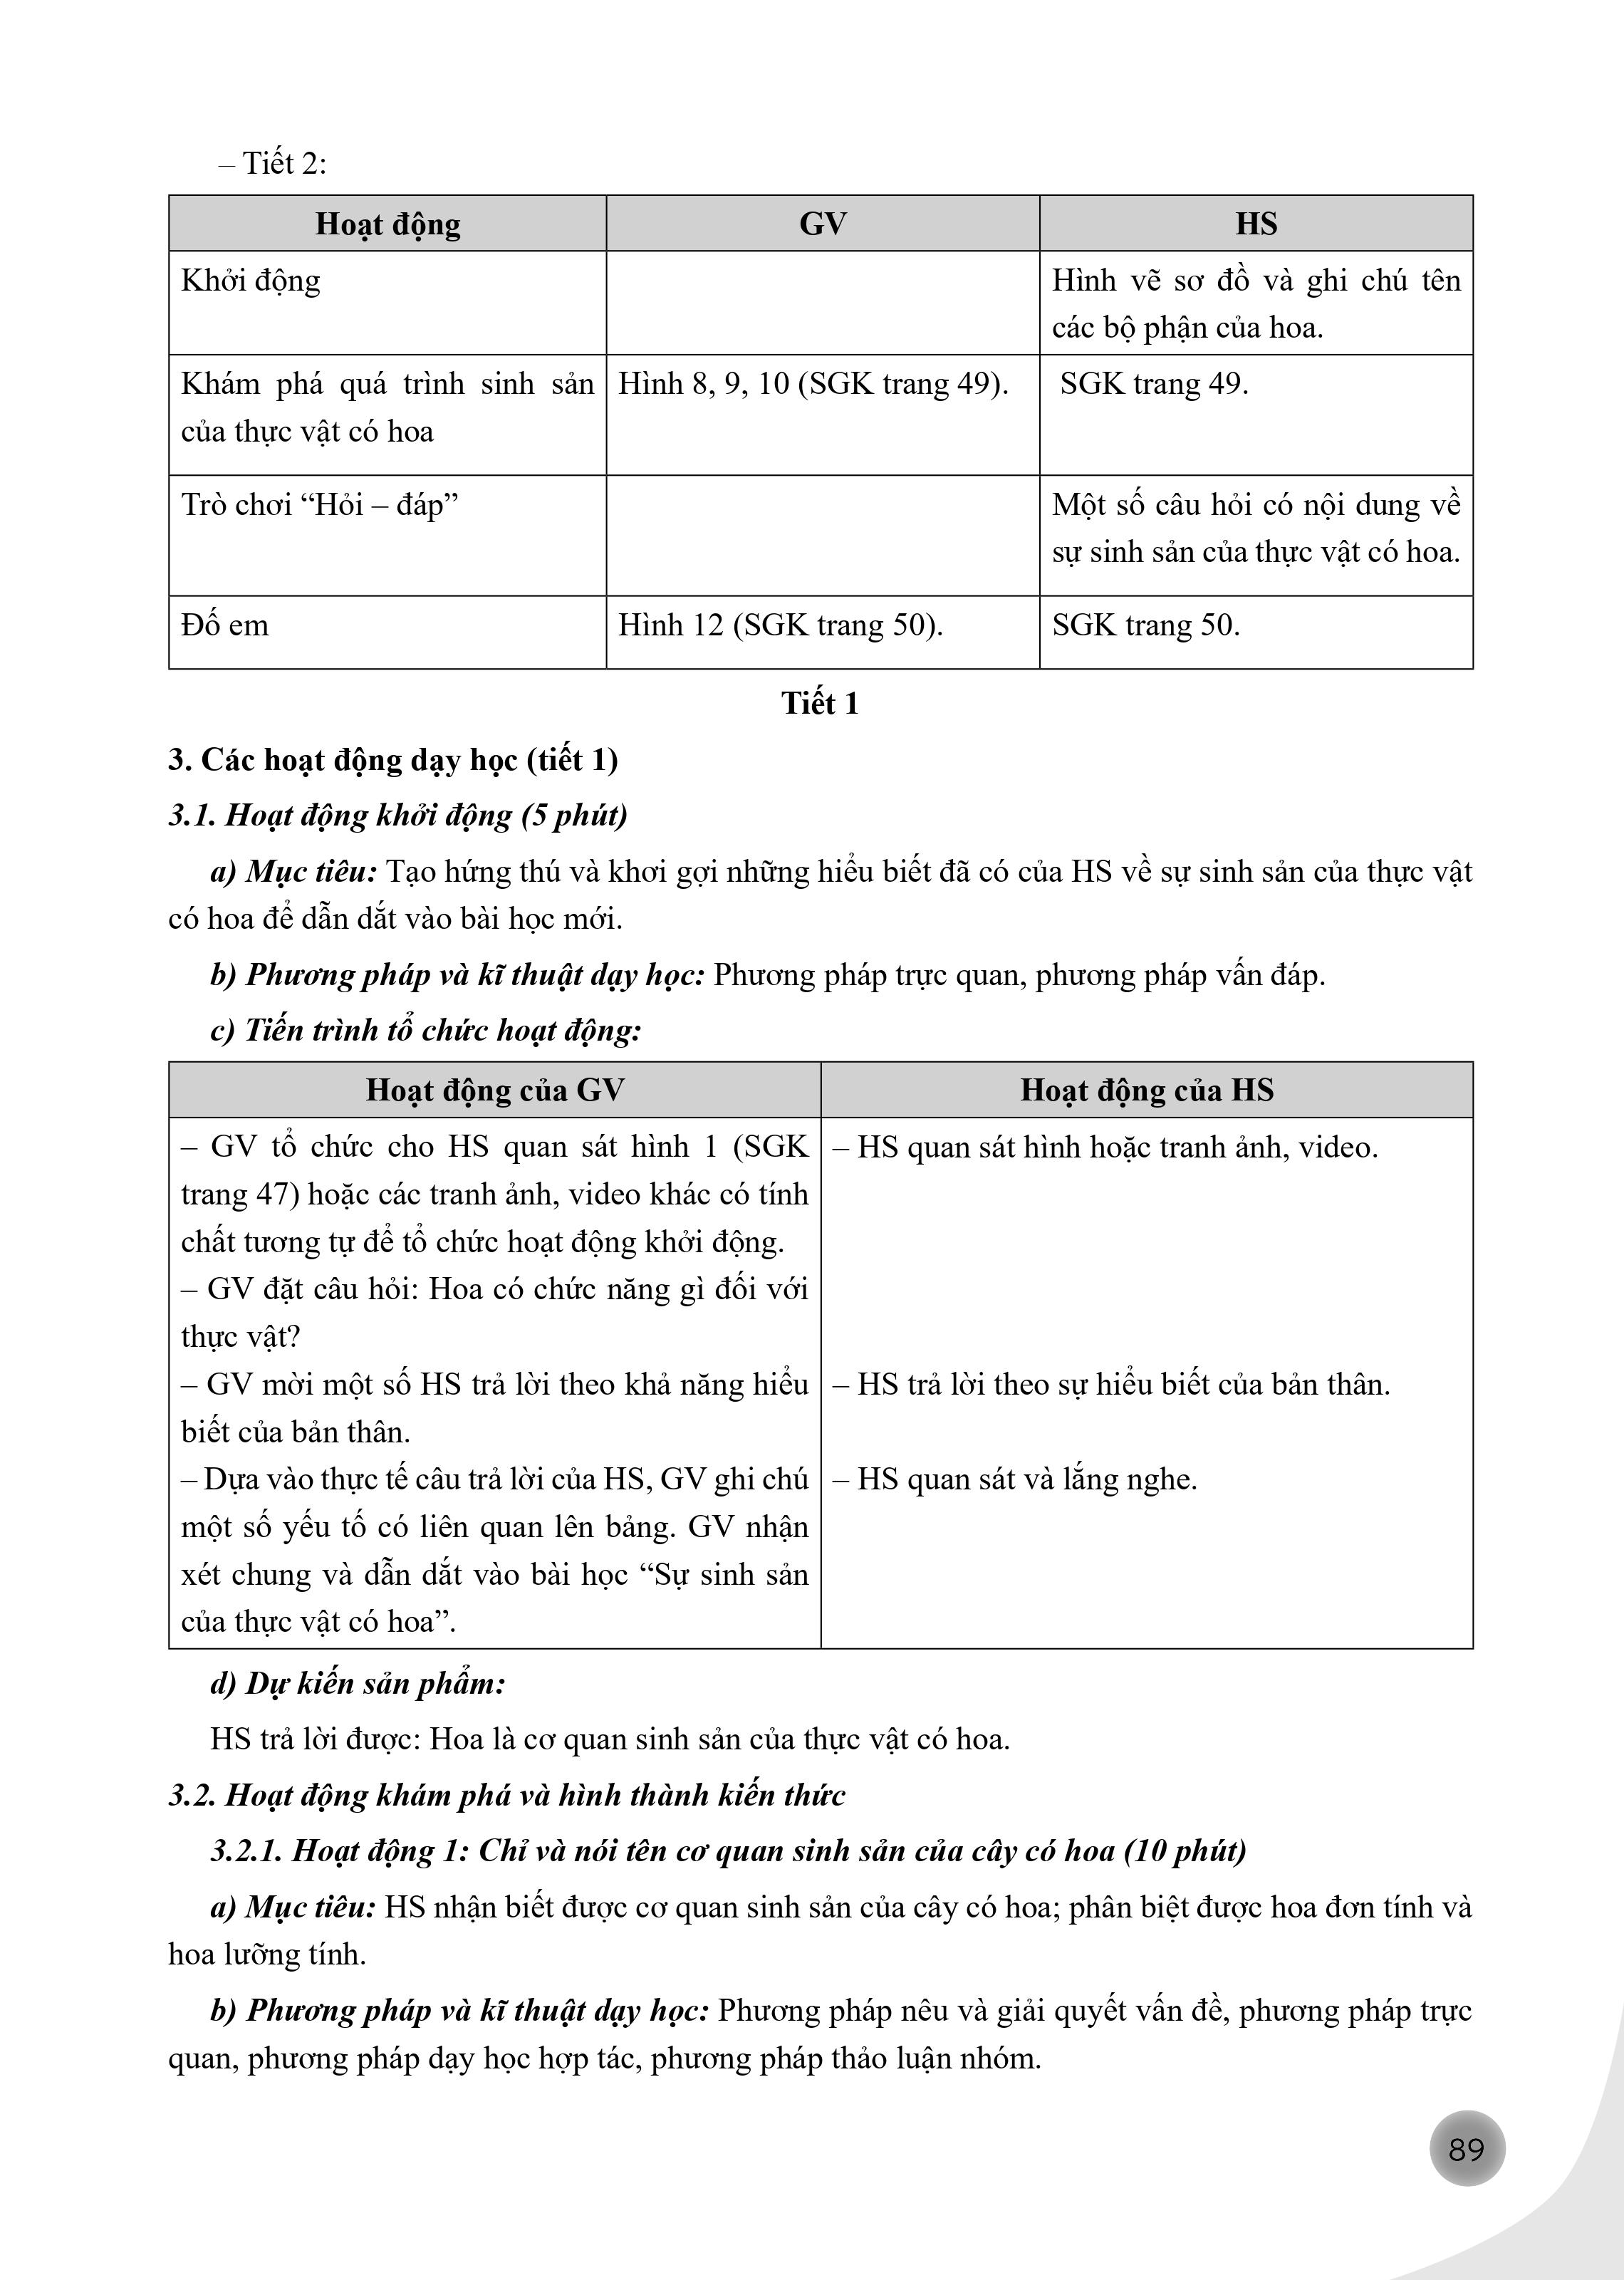 – Tiết 2:
Hoạt động
GV
HS
Khởi động
Hình vẽ sơ đồ và ghi chú tên
các bộ phận của hoa.
Khám phá quá trình sinh sản
của thực vật có hoa
Hình 8, 9, 10 (SGK trang 49).
SGK trang 49.
Trò chơi “Hỏi – đáp”
Một số câu hỏi có nội dung về
sự sinh sản của thực vật có hoa.
Đố em
Hình 12 (SGK trang 50).
SGK trang 50.
Tiết 1
3. Các hoạt động dạy học (tiết 1)
3.1. Hoạt động khởi động (5 phút)
a) Mục tiêu: Tạo hứng thú và khơi gợi những hiểu biết đã có của HS về sự sinh sản của thực vật
có hoa để dẫn dắt vào bài học mới.
b) Phương pháp và kĩ thuật dạy học: Phương pháp trực quan, phương pháp vấn đáp.
c) Tiến trình tổ chức hoạt động:
Hoạt động của GV
Hoạt động của HS
– GV tổ chức cho HS quan sát hình 1 (SGK
trang 47) hoặc các tranh ảnh, video khác có tính
chất tương tự để tổ chức hoạt động khởi động.
– GV đặt câu hỏi: Hoa có chức năng gì đối với
thực vật?
– GV mời một số HS trả lời theo khả năng hiểu
biết của bản thân.
– Dựa vào thực tế câu trả lời của HS, GV ghi chú
một số yếu tố có liên quan lên bảng. GV nhận
xét chung và dẫn dắt vào bài học “Sự sinh sản
của thực vật có hoa”.
– HS quan sát hình hoặc tranh ảnh, video.
– HS trả lời theo sự hiểu biết của bản thân.
– HS quan sát và lắng nghe.
d) Dự kiến sản phẩm:
HS trả lời được: Hoa là cơ quan sinh sản của thực vật có hoa.
3.2. Hoạt động khám phá và hình thành kiến thức
3.2.1. Hoạt động 1: Chỉ và nói tên cơ quan sinh sản của cây có hoa (10 phút)
a) Mục tiêu: HS nhận biết được cơ quan sinh sản của cây có hoa; phân biệt được hoa đơn tính và
hoa lưỡng tính.
b) Phương pháp và kĩ thuật dạy học: Phương pháp nêu và giải quyết vấn đề, phương pháp trực
quan, phương pháp dạy học hợp tác, phương pháp thảo luận nhóm.
89